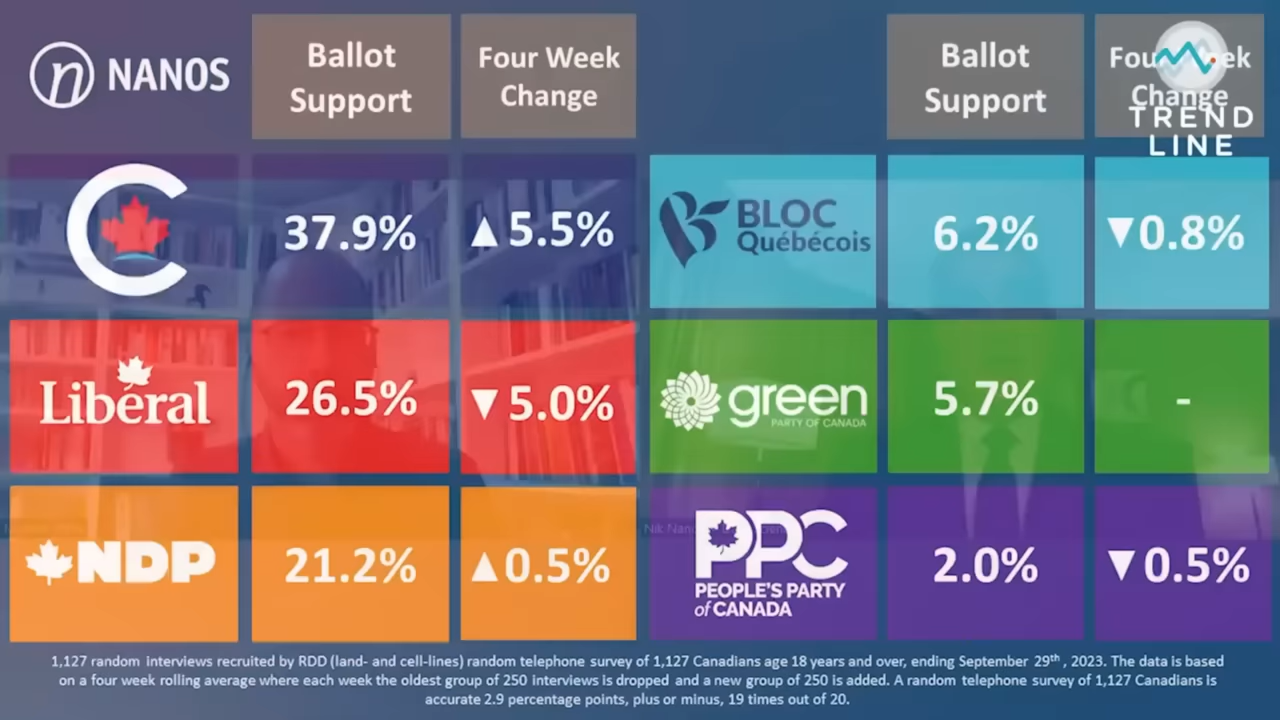 NANOS
Ballot
Support
Four Week
Change
Ballot
Support
Four Week
Change
TREND
LINE
37.9%
▲5.5%
BLOC
Québécois
6.2%
▼0.8%
Liberal
26.5%
▼5.0%
green
PARTY OF CANADA
5.7%
-
NDP
21.2%
▲0.5%
PPC
PEOPLE'S PARTY
of CANADA
2.0%
▼0.5%
Nik
1,127 random interviews recruited by RDD (land- and cell-lines) random telephone survey of 1,127 Canadians age 18 years and over, ending September 29th , 2023. The data is based
on a four week rolling average where each week the oldest group of 250 interviews is dropped and a new group of 250 is added. A random telephone survey of 1,127 Canadians is
accurate 2.9 percentage points, plus or minus, 19 times out of 20.